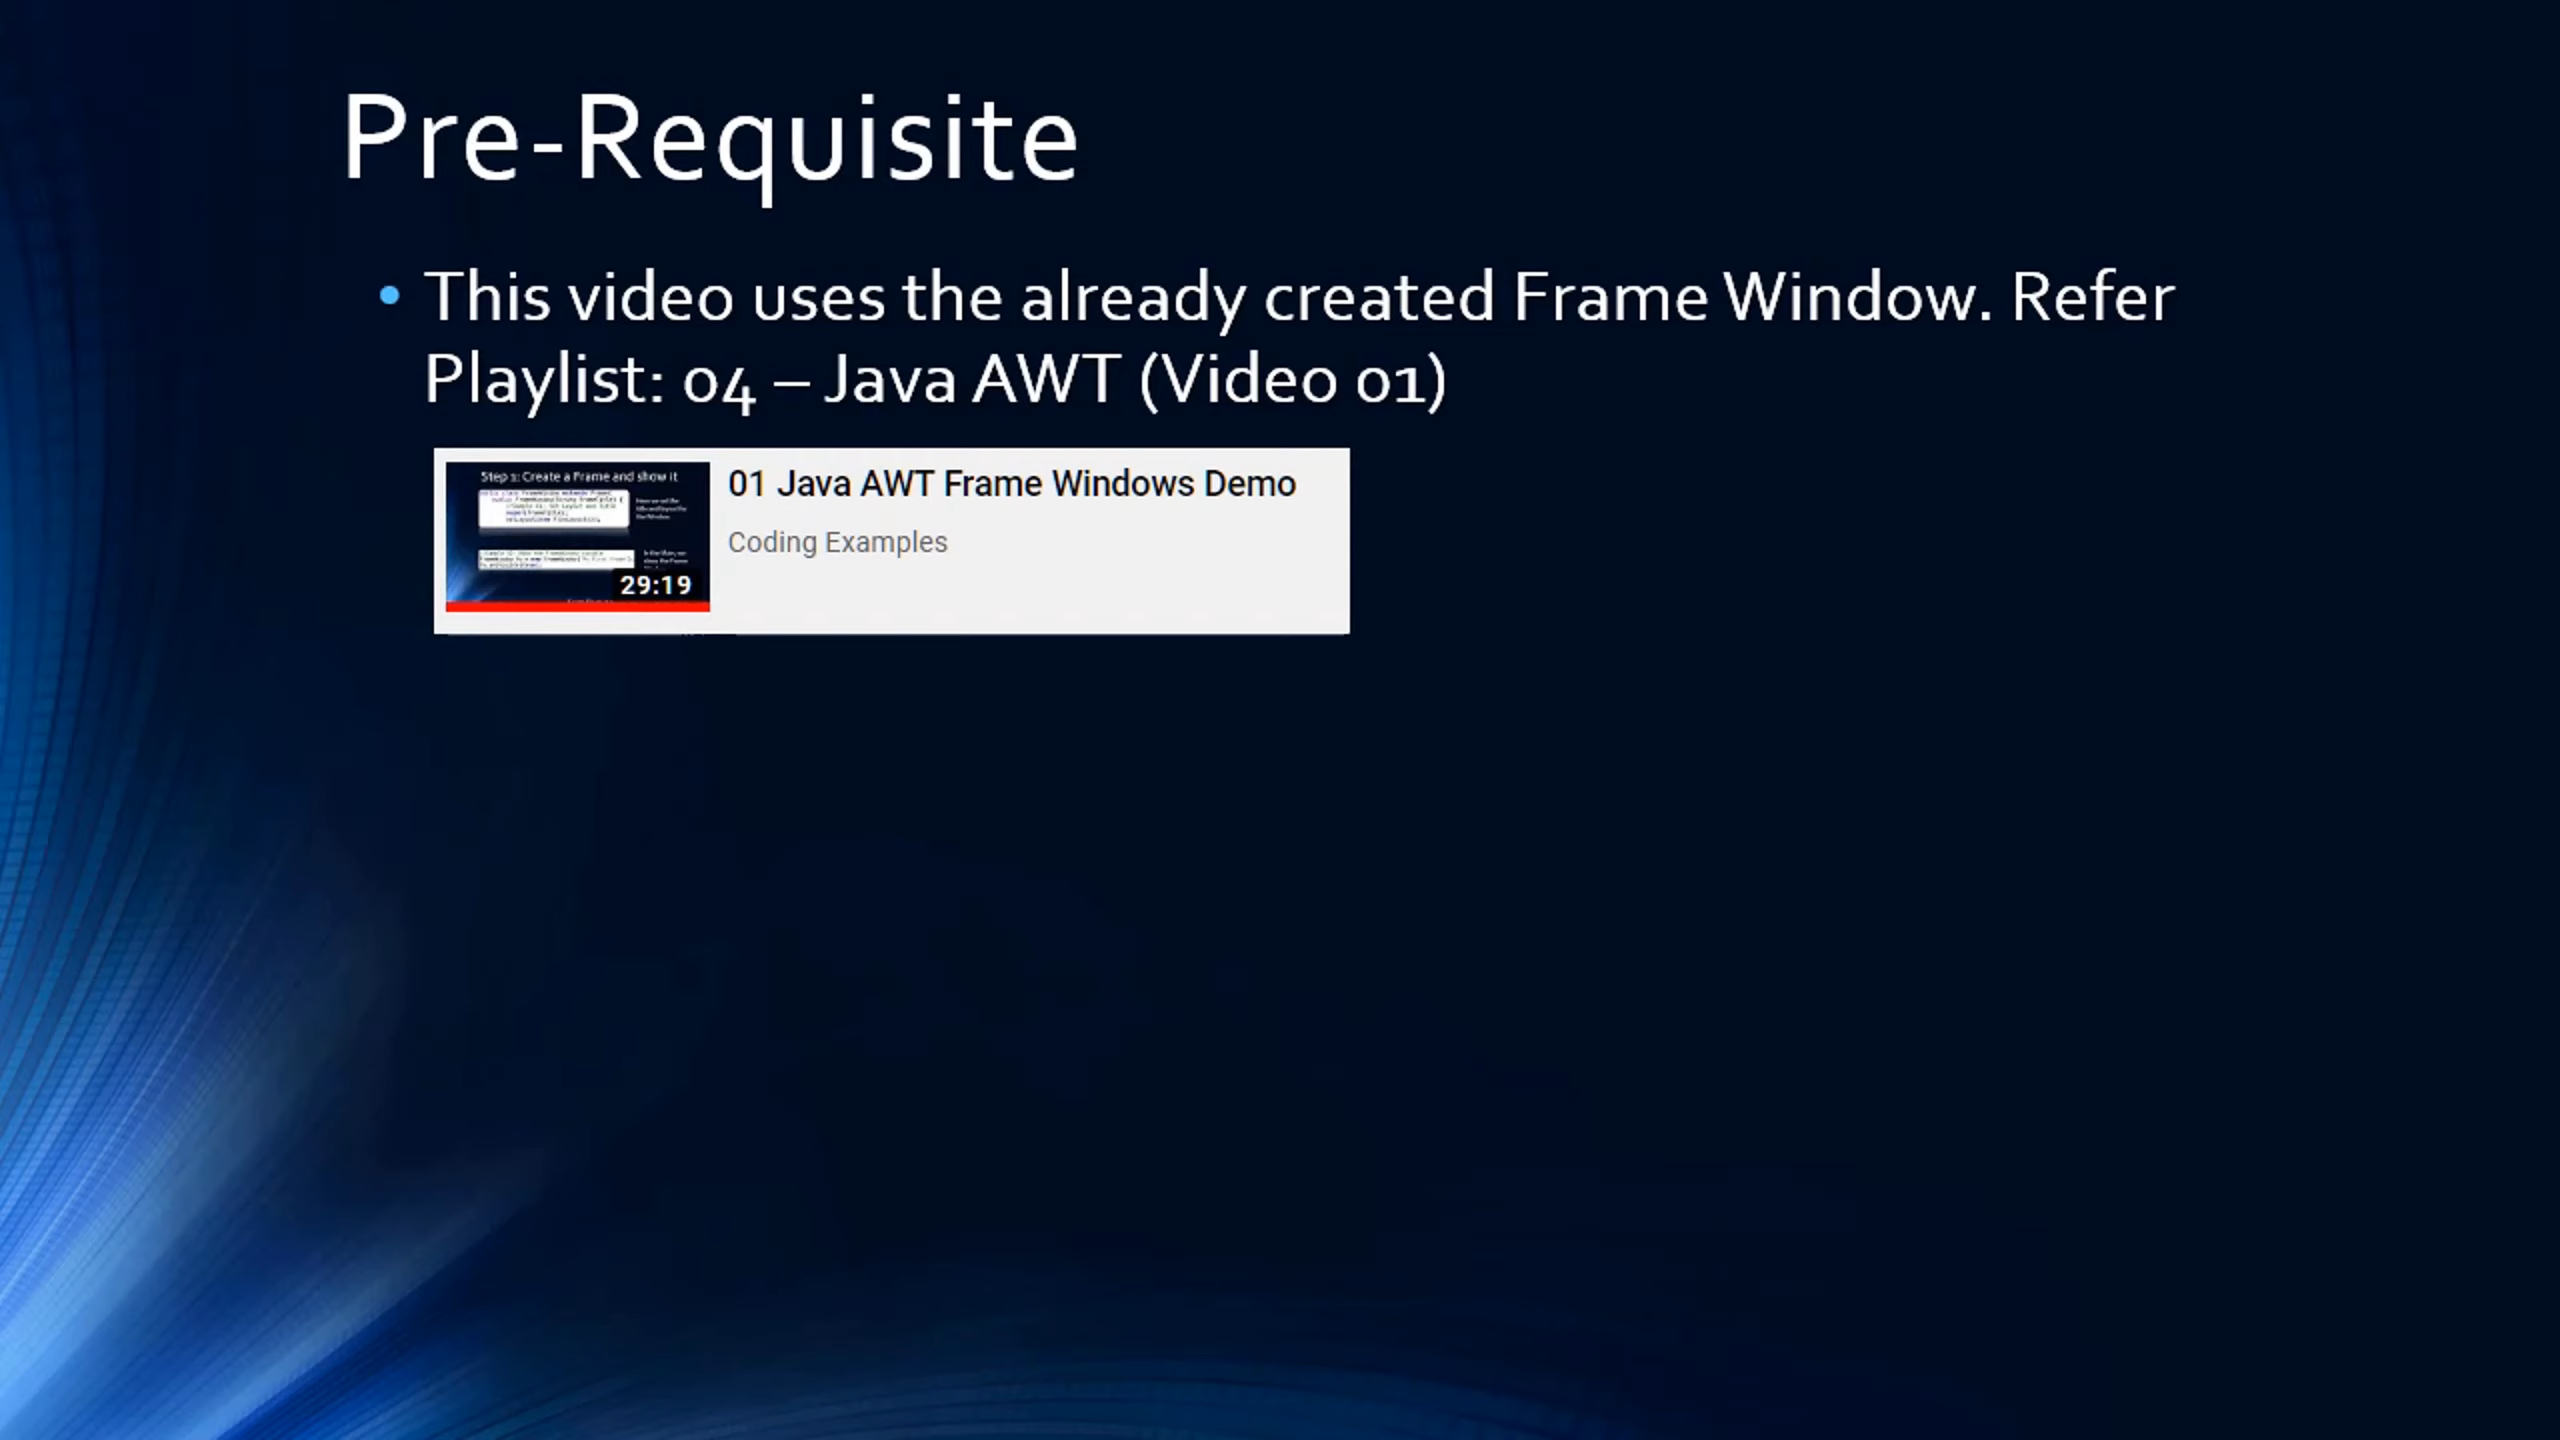 Pre-Requisite
• This video uses the already created Frame Window. Refer
Playlist: 04 – Java AWT (Video 01)
Step 1: Create a Frame and show it
29:19
01 Java AWT Frame Windows Demo
Coding Examples